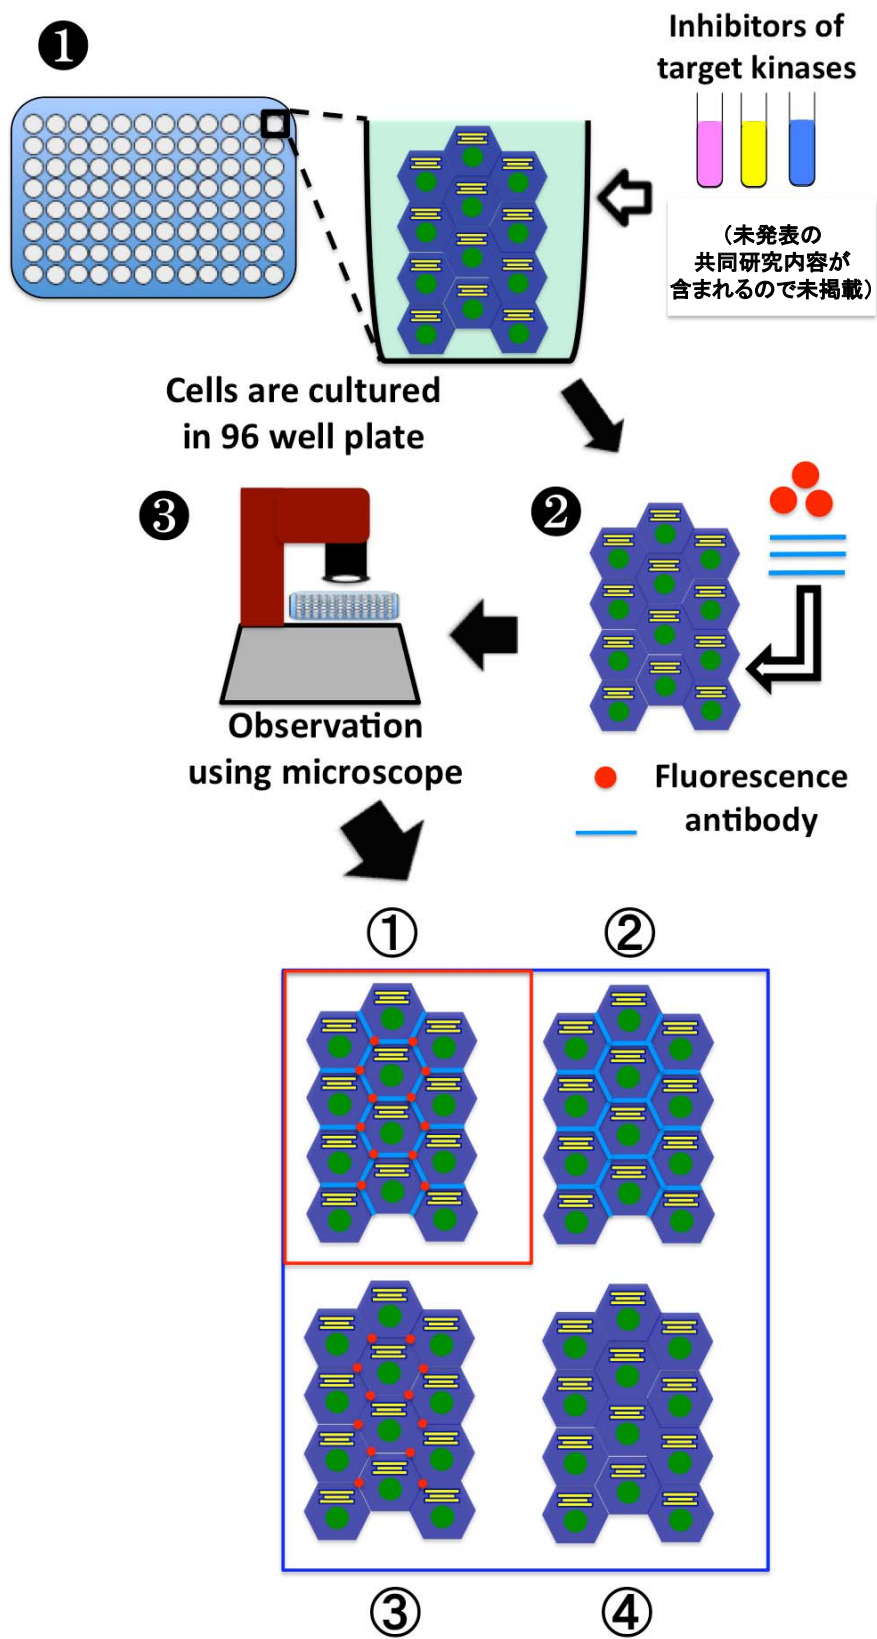 ❶
Inhibitors of
target kinases
（未発表の
共同研究内容が
含まれるので未掲載）
Cells are cultured
in 96 well plate
❸
❷
Observation
using microscope
Fluorescence
antibody
① ②
③ ④